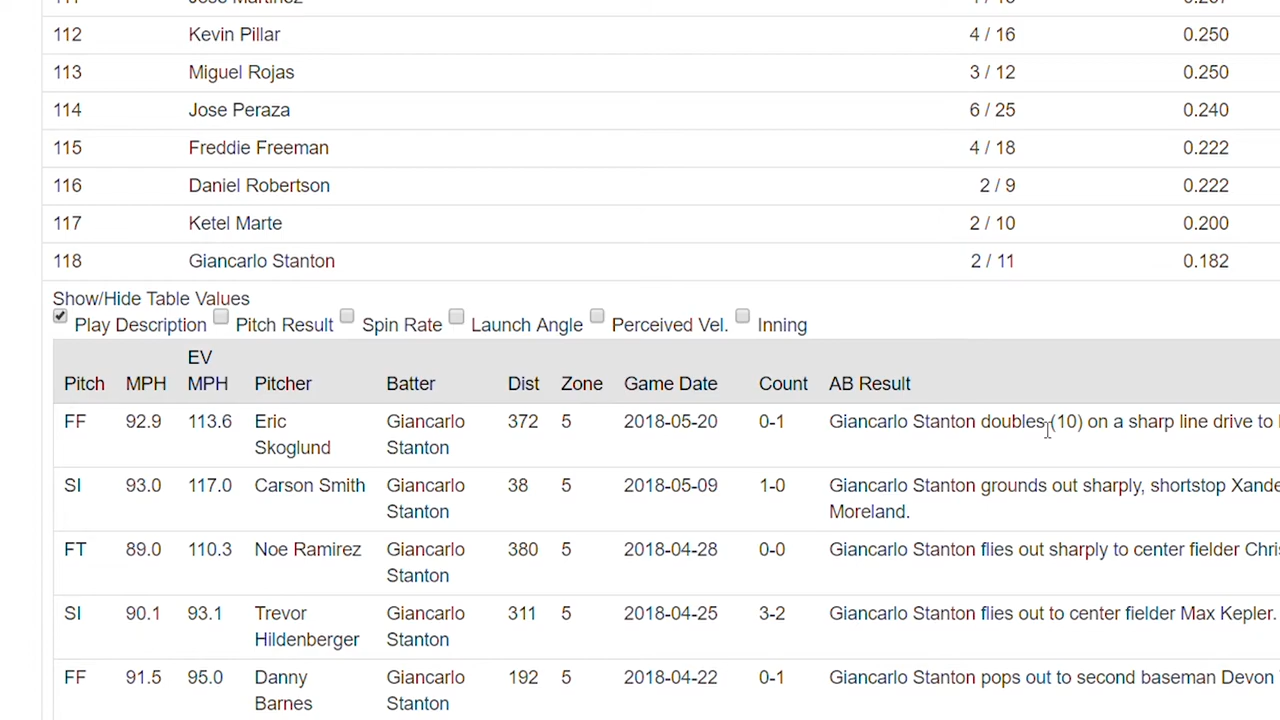 112 Kevin Pillar 4 / 16 0.250
113 Miguel Rojas 3 / 12 0.250
114 Jose Peraza 6 / 25 0.240
115 Freddie Freeman 4 / 18 0.222
116 Daniel Robertson 2 / 9 0.222
117 Ketel Marte 2 / 10 0.200
118 Giancarlo Stanton 2 / 11 0.182
Show/Hide Table Values
Play Description Pitch Result Spin Rate Launch Angle Perceived Vel. Inning
EV
Pitch MPH MPH Pitcher Batter Dist Zone Game Date Count AB Result
FF 92.9 113.6 Eric Giancarlo 372 5 2018-05-20 0-1 Giancarlo Stanton doubles (10) on a sharp line drive to
Skoglund Stanton
SI 93.0 117.0 Carson Smith Giancarlo 38 5 2018-05-09 1-0 Giancarlo Stanton grounds out sharply, shortstop Xande
Stanton Moreland.
FT 89.0 110.3 Noe Ramirez Giancarlo 380 5 2018-04-28 0-0 Giancarlo Stanton flies out sharply to center fielder Chri
Stanton
SI 90.1 93.1 Trevor Giancarlo 311 5 2018-04-25 3-2 Giancarlo Stanton flies out to center fielder Max Kepler.
Hildenberger Stanton
FF 91.5 95.0 Danny Giancarlo 192 5 2018-04-22 0-1 Giancarlo Stanton pops out to second baseman Devon
Barnes Stanton